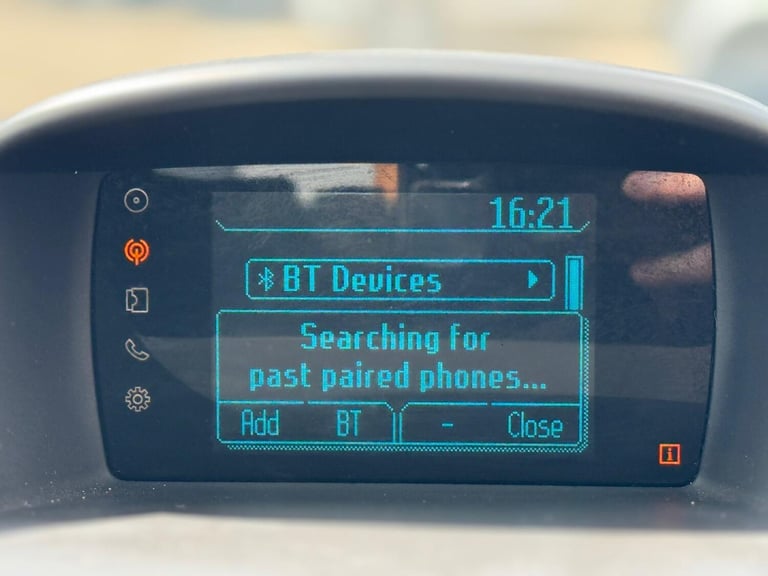 16:21
BT Devices
Searching for
past paired phones...
Add BT - Close
i